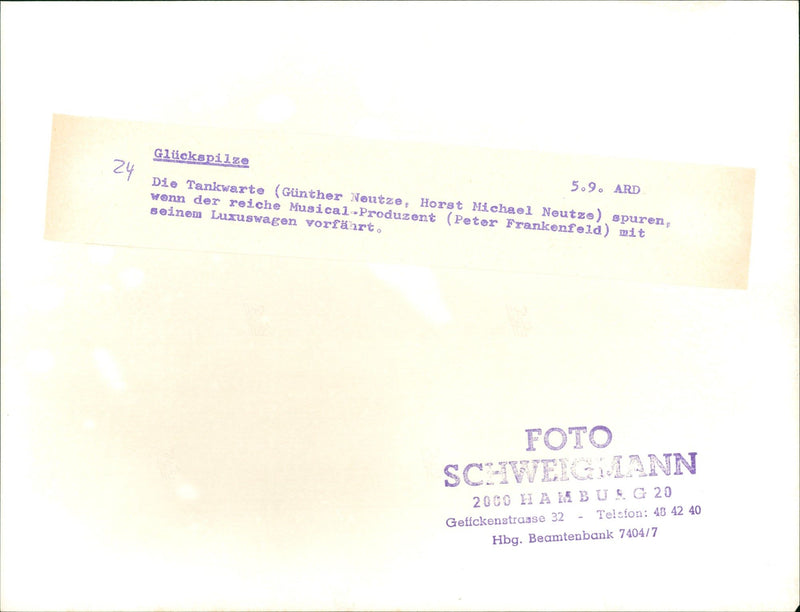 Glückspilze
24
5.9. ARD
Die Tankwarte (Günther Neutze, Horst Michael Neutze) spuren,
wenn der reiche Musical-Produzent (Peter Frankenfeld) mit
seinem Luxuswagen vorfährt.
FOTO
SCHWEIGMANN
2000 HAMBURG 20
Geffckenstrasse 32 - Telefon: 48 42 40
Hbg. Beamtenbank 7404/7